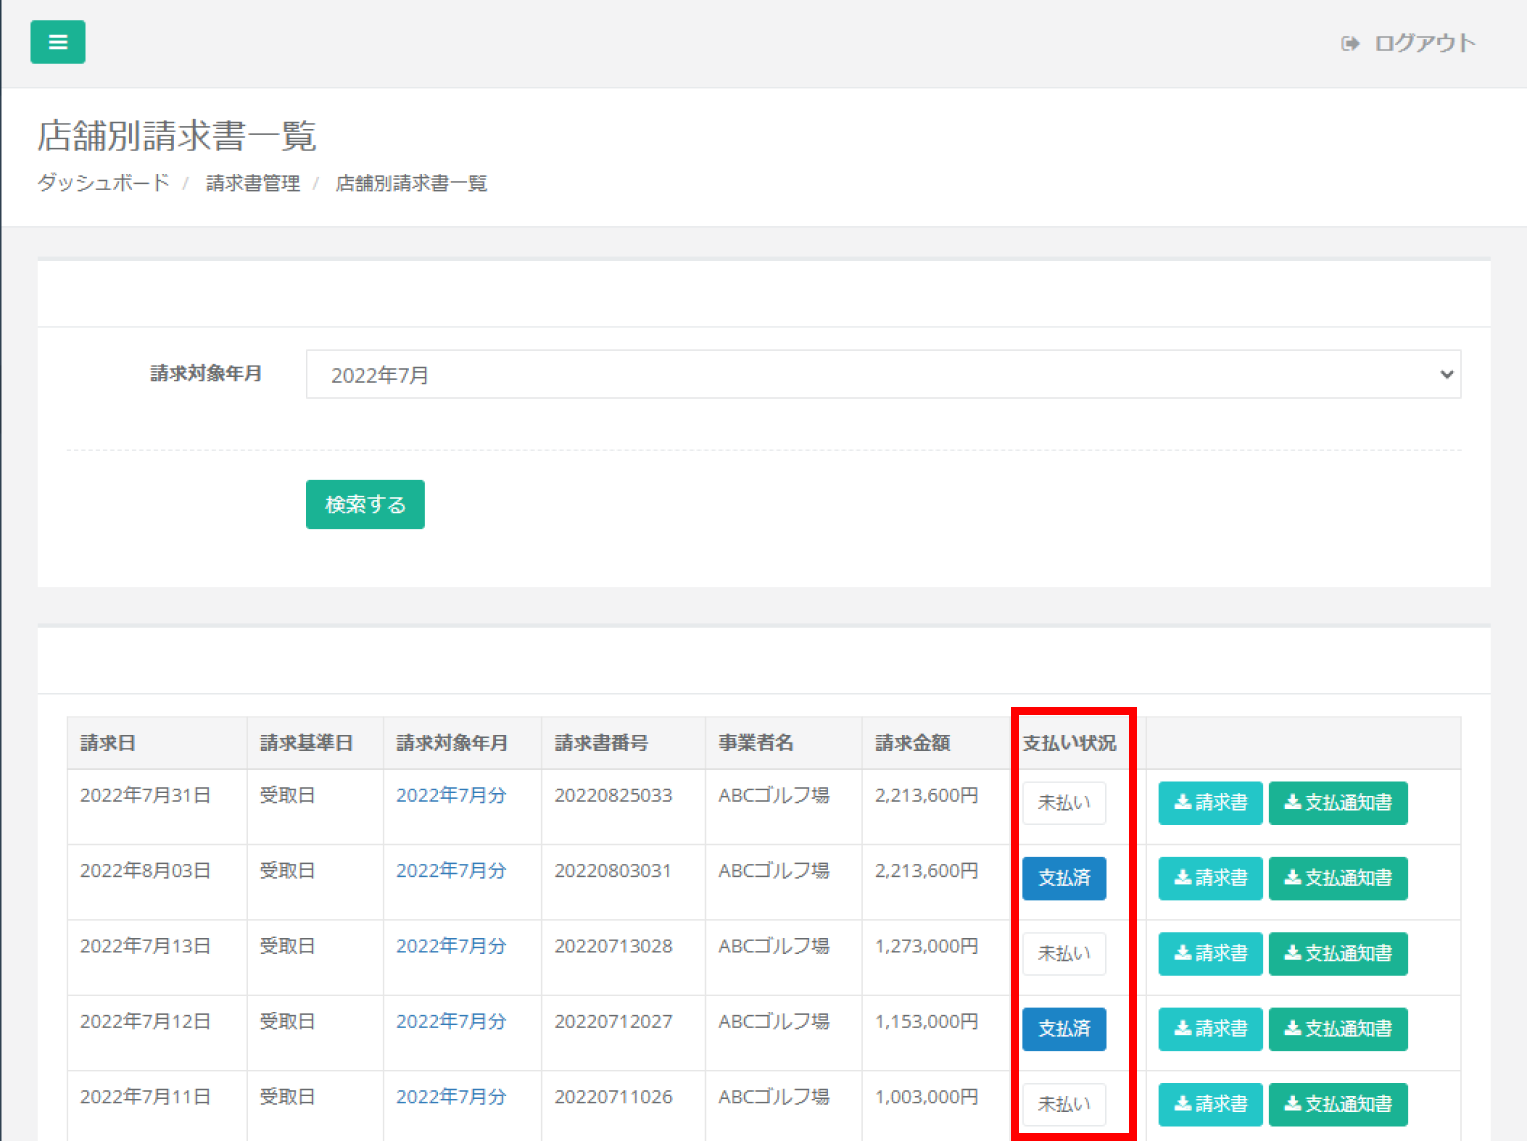 ログアウト
店舗別請求書一覧
ダッシュボード / 請求書管理 / 店舗別請求書一覧
請求対象年月 2022年7月
検索する
請求日 請求基準日 請求対象年月 請求書番号 事業者名 請求金額 支払い状況
2022年7月31日 受取日 2022年7月分 20220825033 ABCゴルフ場 2,213,600円 未払い 請求書 支払通知書
2022年8月03日 受取日 2022年7月分 20220803031 ABCゴルフ場 2,213,600円 支払済 請求書 支払通知書
2022年7月13日 受取日 2022年7月分 20220713028 ABCゴルフ場 1,273,000円 未払い 請求書 支払通知書
2022年7月12日 受取日 2022年7月分 20220712027 ABCゴルフ場 1,153,000円 支払済 請求書 支払通知書
2022年7月11日 受取日 2022年7月分 20220711026 ABCゴルフ場 1,003,000円 未払い 請求書 支払通知書